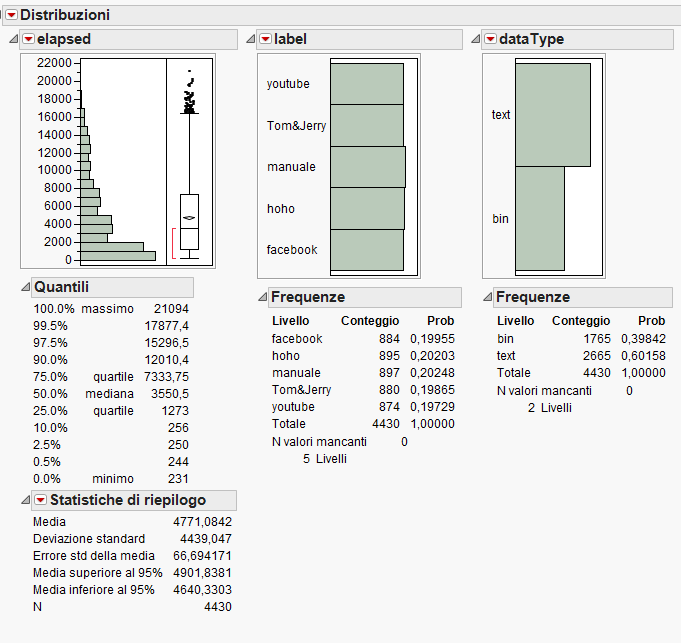 Distribuzioni
elapsed
22000
20000
18000
16000
14000
12000
10000
8000
6000
4000
2000
0
Quantili
100.0% massimo 21094
99.5% 17877,4
97.5% 15296,5
90.0% 12010,4
75.0% quartile 7333,75
50.0% mediana 3550,5
25.0% quartile 1273
10.0% 256
2.5% 250
0.5% 244
0.0% minimo 231
Statistiche di riepilogo
Media 4771,0842
Deviazione standard 4439,047
Errore std della media 66,694171
Media superiore al 95% 4901,8381
Media inferiore al 95% 4640,3303
N 4430
label
youtube
Tom&Jerry
manuale
hoho
facebook
Frequenze
Livello Conteggio Prob
facebook 884 0,19955
hoho 895 0,20203
manuale 897 0,20248
Tom&Jerry 880 0,19865
youtube 874 0,19729
Totale 4430 1,00000
N valori mancanti 0
5 Livelli
dataType
text
bin
Frequenze
Livello Conteggio Prob
bin 1765 0,39842
text 2665 0,60158
Totale 4430 1,00000
N valori mancanti 0
2 Livelli